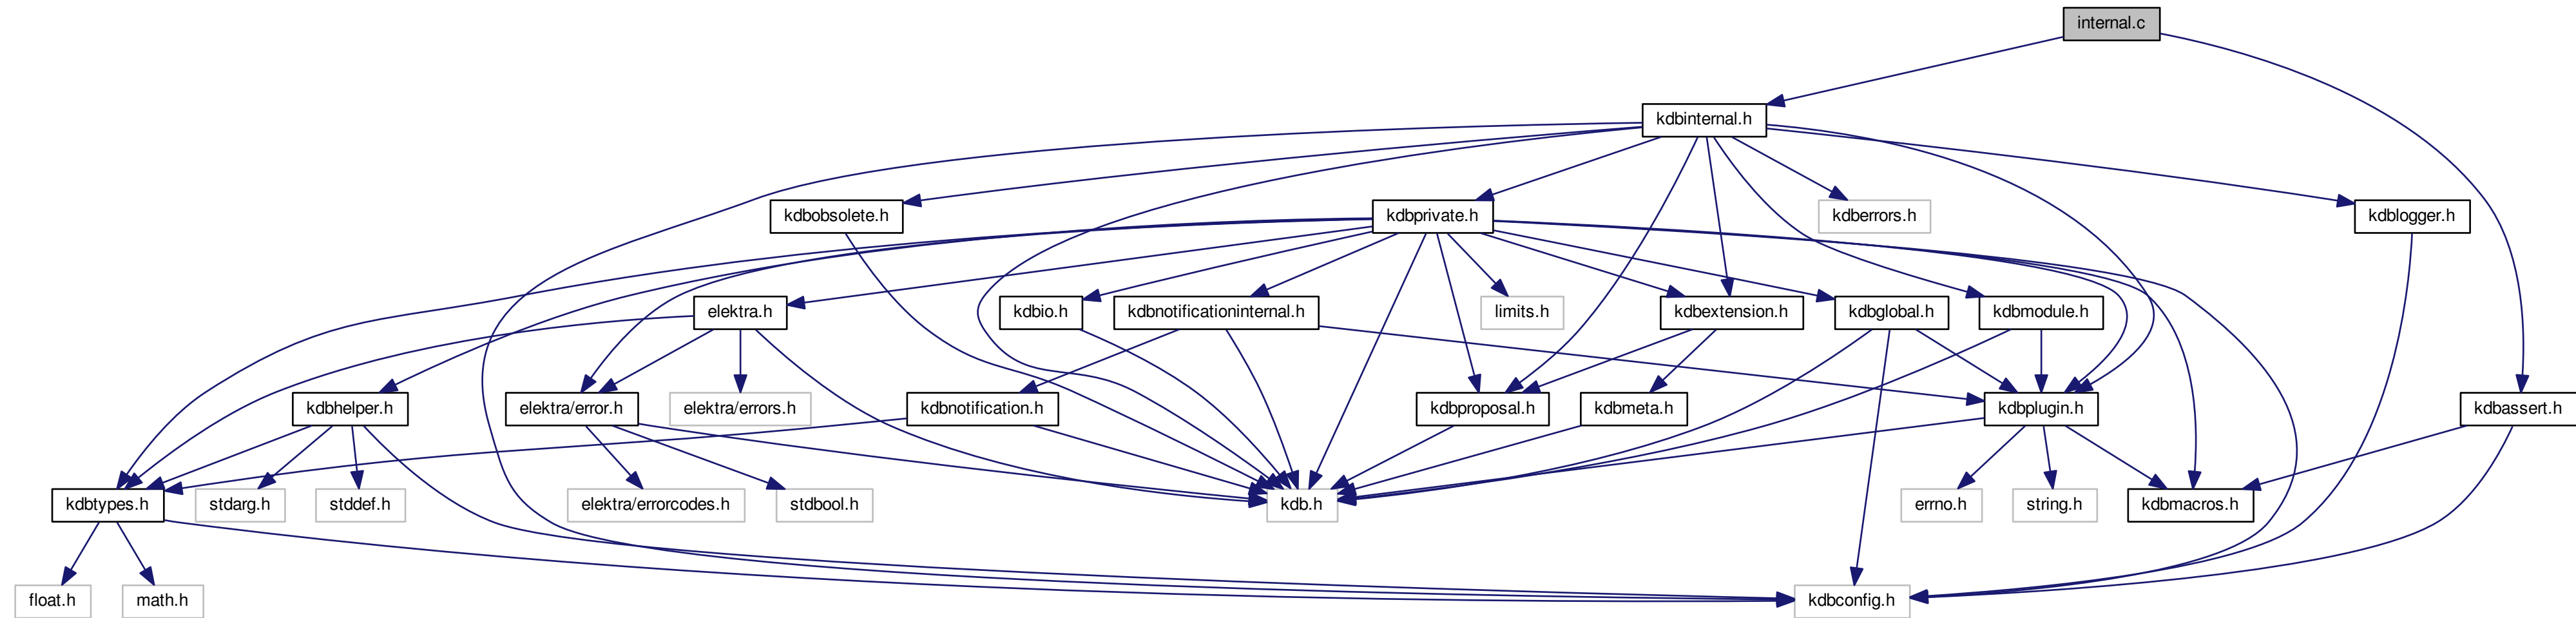 internal.c
kdbinternal.h
kdbobsolete.h
kdbprivate.h
kdberrors.h
kdblogger.h
elektra.h
kdbio.h
kdbnotificationinternal.h
limits.h
kdbextension.h
kdbglobal.h
kdbmodule.h
kdbhelper.h
elektra/error.h
elektra/errors.h
kdbnotification.h
kdbproposal.h
kdbmeta.h
kdbplugin.h
kdbassert.h
kdbtypes.h
stdarg.h
stddef.h
elektra/errorcodes.h
stdbool.h
kdb.h
errno.h
string.h
kdbmacros.h
float.h
math.h
kdbconfig.h